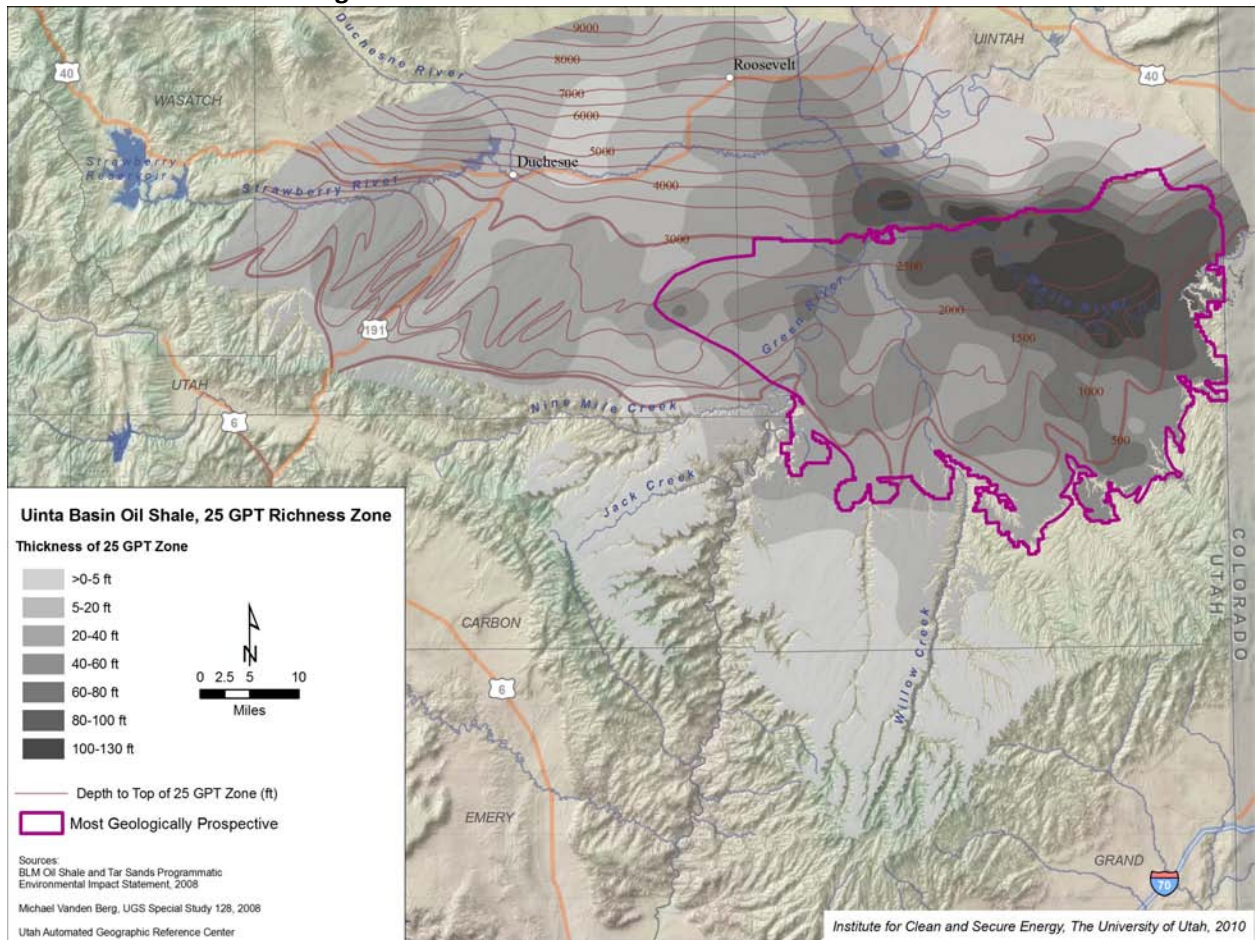 g
9000
8000
7000
6000
5000
4000
3000
2500
2000
1500
1000
500
Duchesne River
Roosevelt
UINTAH
40
40
WASATCH
Strawberry
Reservoir
Duchesne
Strawberry River
Green River
White River
191
UTAH
6
Nine Mile Creek
Jack Creek
Willow Creek
CARBON
6
EMERY
GRAND
70
UTAH
COLORADO
Uinta Basin Oil Shale, 25 GPT Richness Zone
Thickness of 25 GPT Zone
>0-5 ft
5-20 ft
20-40 ft
40-60 ft
60-80 ft
80-100 ft
100-130 ft
N
0 2.5 5 10
Miles
Depth to Top of 25 GPT Zone (ft)
Most Geologically Prospective
Sources:
BLM Oil Shale and Tar Sands Programmatic
Environmental Impact Statement, 2008
Michael Vanden Berg, UGS Special Study 128, 2008
Utah Automated Geographic Reference Center
Institute for Clean and Secure Energy, The University of Utah, 2010